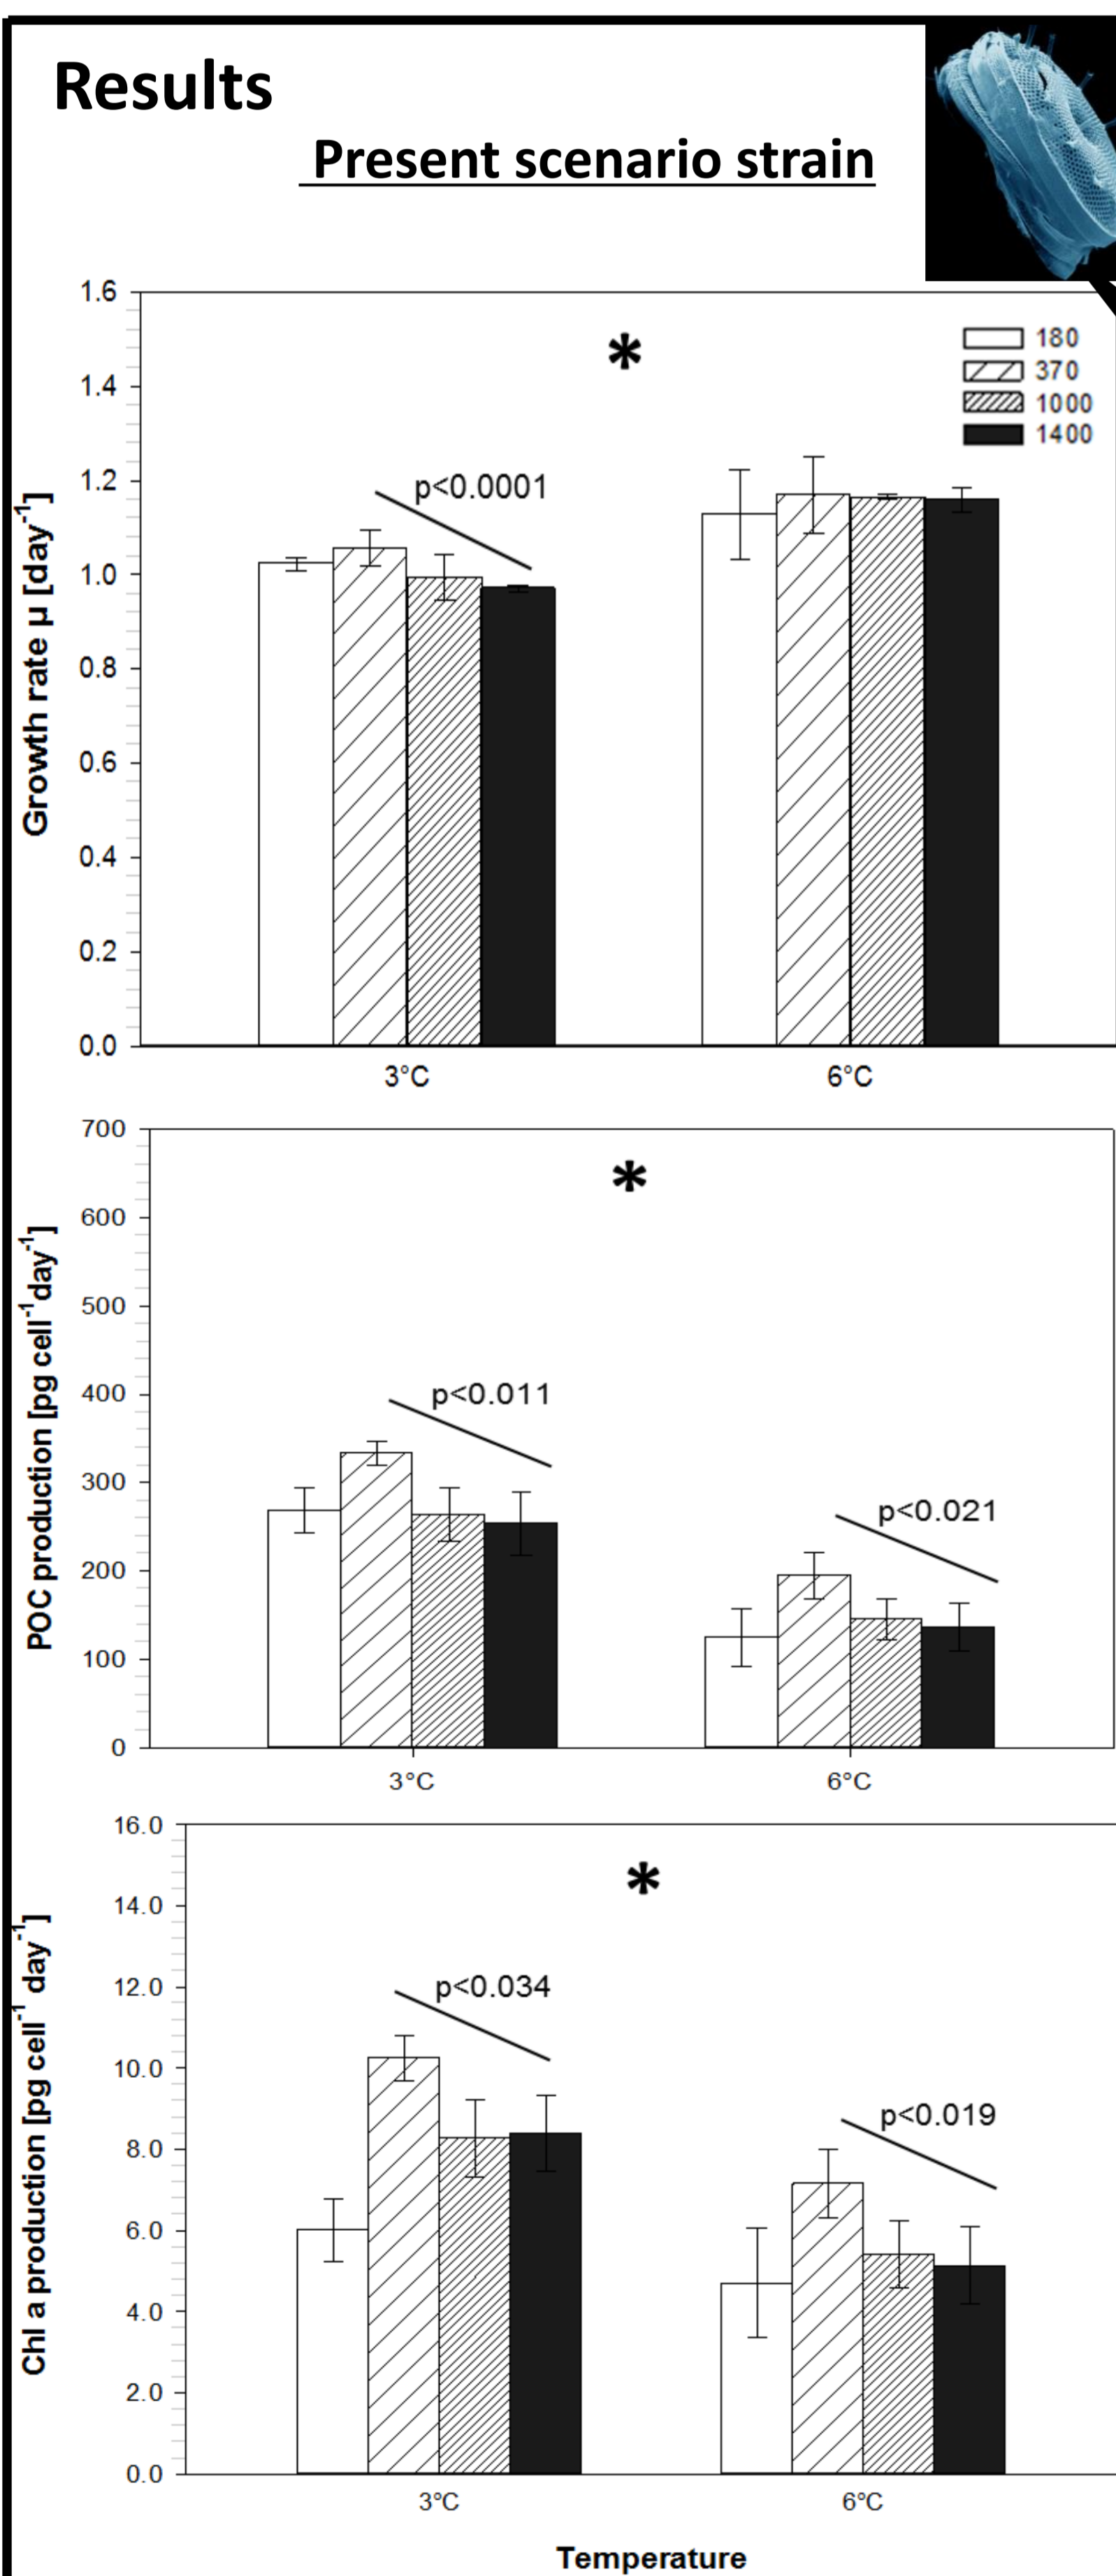 Results
Present scenario strain
1.6
1.4
1.2
1.0
0.8
0.6
0.4
0.2
0.0
Growth rate µ [day⁻¹]
*
180
370
1000
1400
p<0.0001
3°C
6°C
700
600
500
400
300
200
100
0
POC production [pg cell⁻¹day⁻¹]
*
p<0.011
p<0.021
3°C
6°C
16.0
14.0
12.0
10.0
8.0
6.0
4.0
2.0
0.0
Chl a production [pg cell⁻¹ day⁻¹]
*
p<0.034
p<0.019
3°C
6°C
Temperature